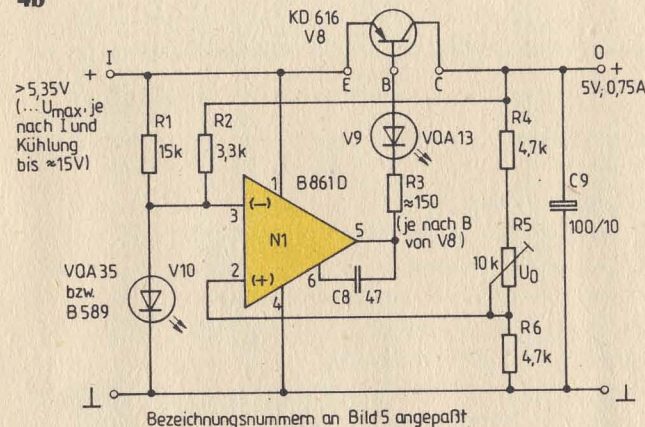 4b
KD 616
V8
+ I
O
+
E
B
C
5V; 0,75A
> 5,35V
(...Umax, je
nach I und
Kühlung
bis ≈15V)
R1
15k
R2
3,3k
V9
VQA 13
R4
4,7k
C9
100/10
R3
≈150
(je nach B
von V8)
B 861 D
1
3
(−)
N1
5
2
(+)
6
4
C8
47
R5
10k
U0
VQA 35
bzw.
B 589
V10
R6
4,7k
⊥
⊥
Bezeichnungsnummern an Bild 5 angepaßt